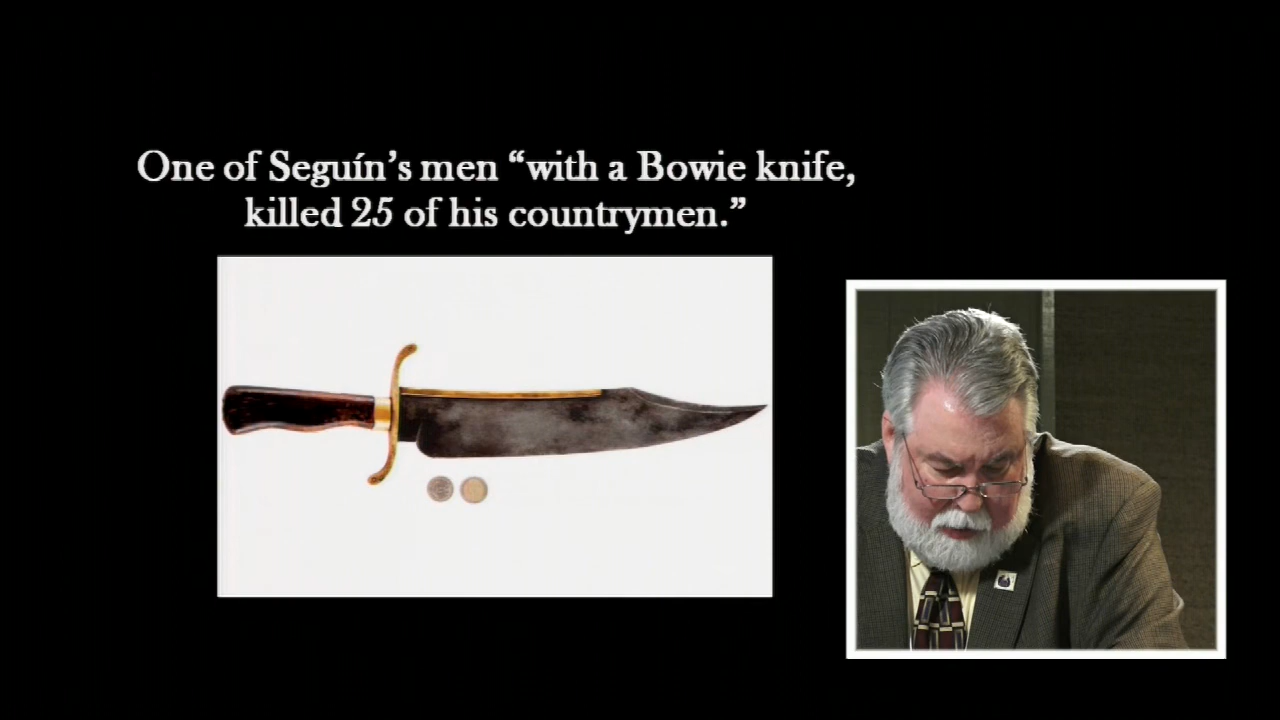 One of Seguín’s men “with a Bowie knife,
killed 25 of his countrymen.”